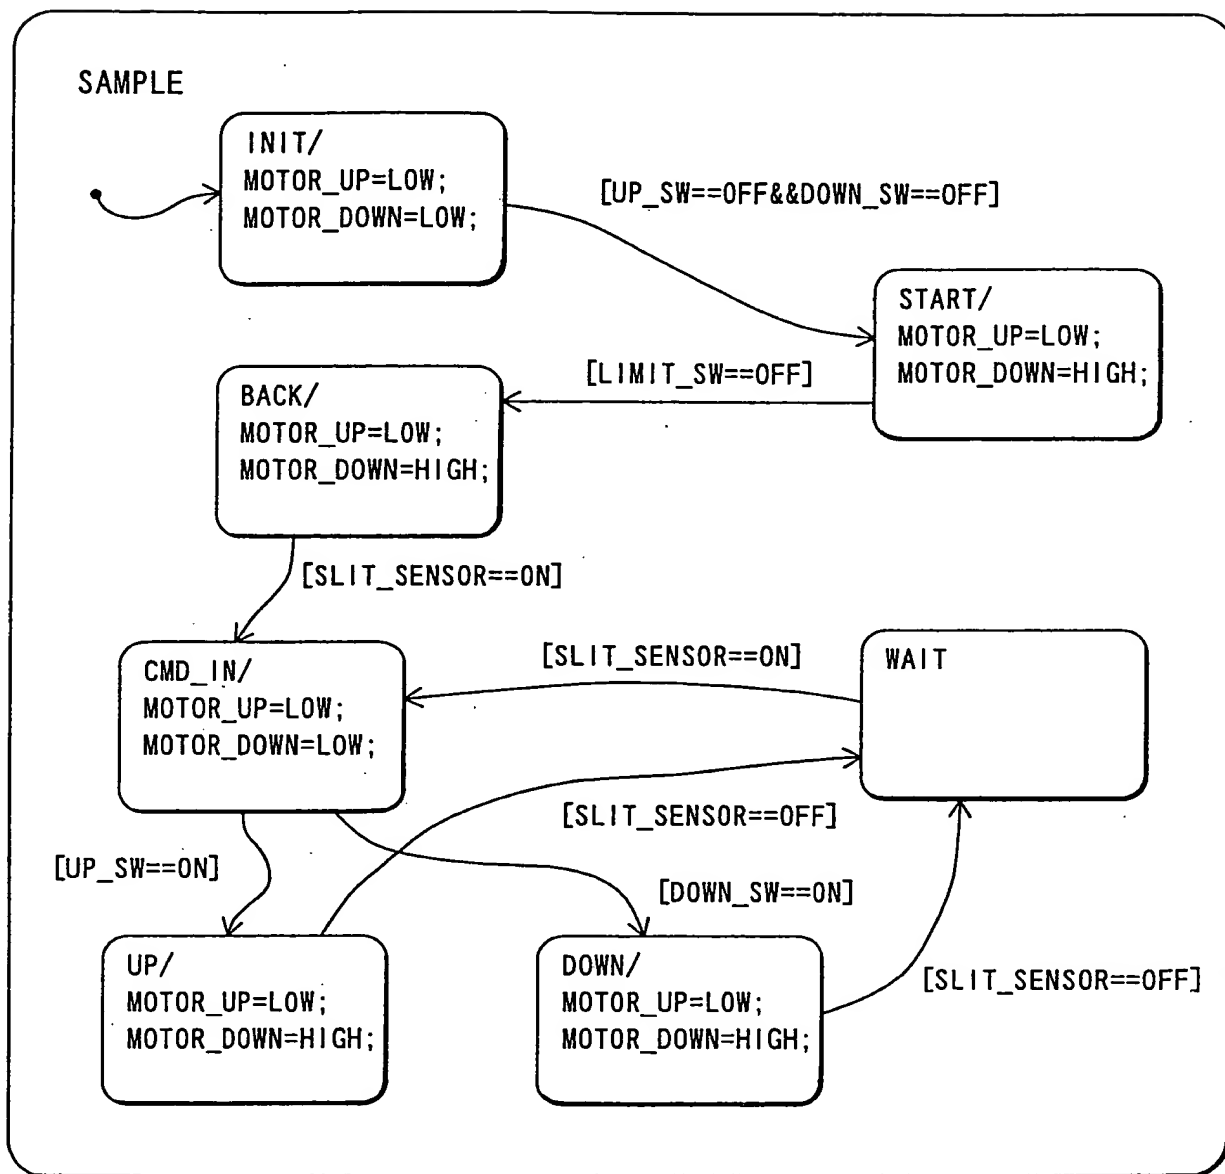 SAMPLE
INIT/
MOTOR_UP=LOW;
MOTOR_DOWN=LOW;
[UP_SW==OFF&&DOWN_SW==OFF]
START/
MOTOR_UP=LOW;
MOTOR_DOWN=HIGH;
[LIMIT_SW==OFF]
BACK/
MOTOR_UP=LOW;
MOTOR_DOWN=HIGH;
[SLIT_SENSOR==ON]
CMD_IN/
MOTOR_UP=LOW;
MOTOR_DOWN=LOW;
[SLIT_SENSOR==ON]
WAIT
[SLIT_SENSOR==OFF]
[UP_SW==ON]
[DOWN_SW==ON]
UP/
MOTOR_UP=LOW;
MOTOR_DOWN=HIGH;
DOWN/
MOTOR_UP=LOW;
MOTOR_DOWN=HIGH;
[SLIT_SENSOR==OFF]